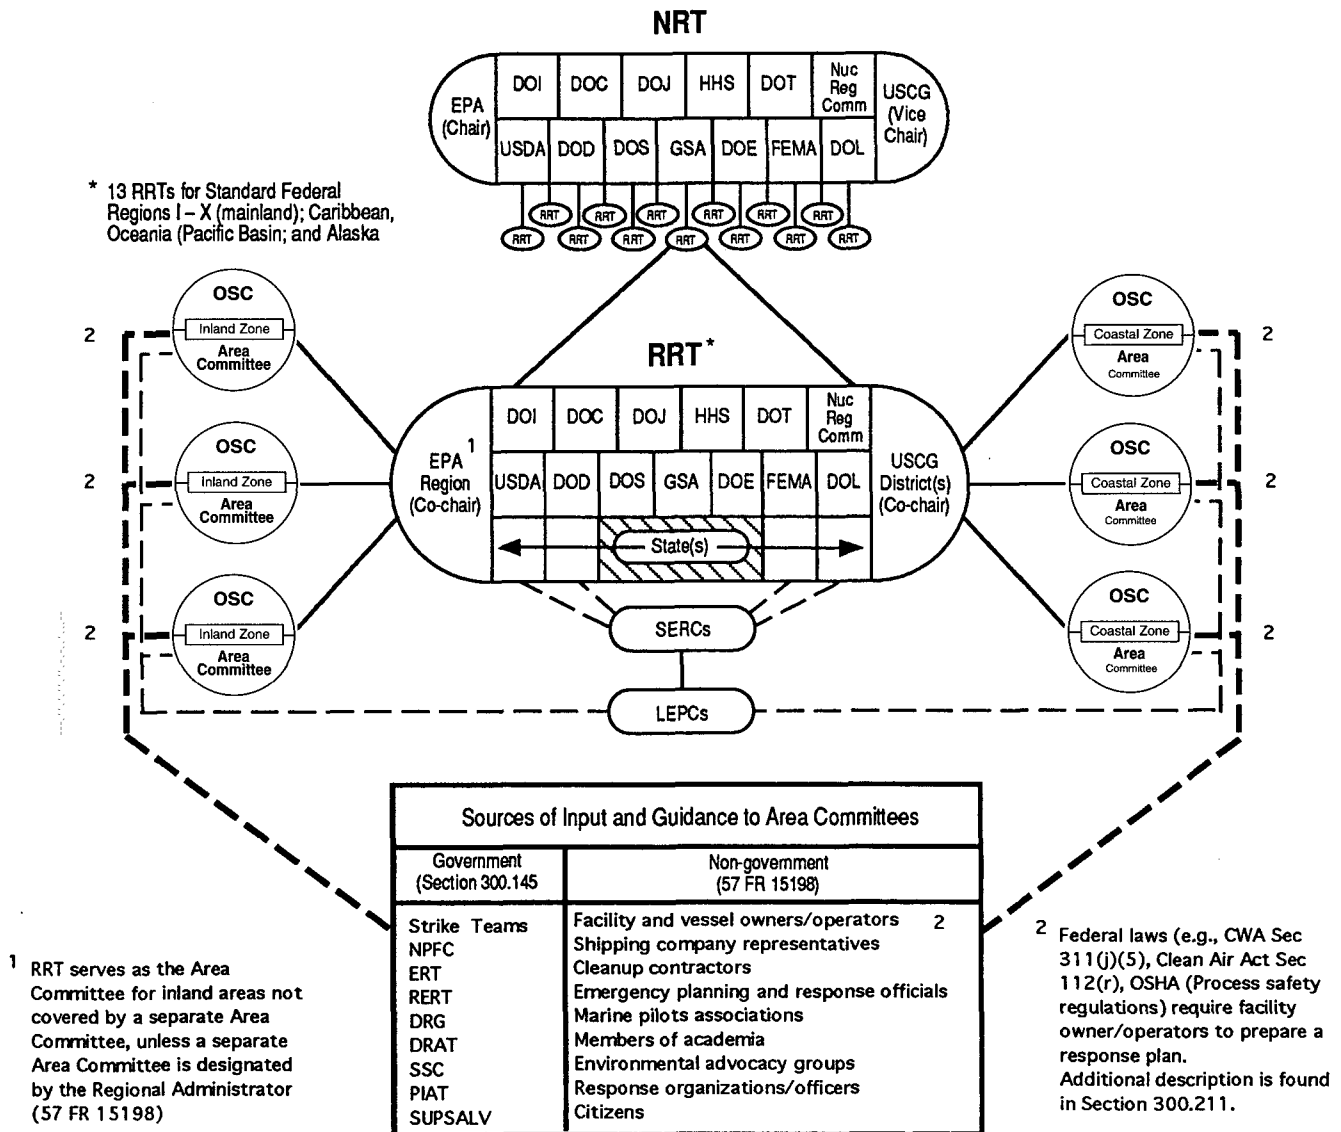 NRT
EPA
(Chair)
DOI DOC DOJ HHS DOT Nuc
Reg
Comm
USDA DOD DOS GSA DOE FEMA DOL
USCG
(Vice
Chair)
* 13 RRTs for Standard Federal
Regions I – X (mainland); Caribbean,
Oceania (Pacific Basin; and Alaska
RRT RRT RRT RRT RRT RRT
RRT RRT RRT RRT RRT RRT RRT
OSC
Inland Zone
Area
Committee
2
OSC
Inland Zone
Area
Committee
2
OSC
Inland Zone
Area
Committee
2
RRT*
EPA 1
Region
(Co-chair)
DOI DOC DOJ HHS DOT Nuc
Reg
Comm
USDA DOD DOS GSA DOE FEMA DOL
State(s)
USCG
District(s)
(Co-chair)
OSC
Coastal Zone
Area
Committee
2
OSC
Coastal Zone
Area
Committee
2
OSC
Coastal Zone
Area
Committee
2
SERCs
LEPCs
Sources of Input and Guidance to Area Committees
Government
(Section 300.145
Strike Teams
NPFC
ERT
RERT
DRG
DRAT
SSC
PIAT
SUPSALV
Non-government
(57 FR 15198)
Facility and vessel owners/operators 2
Shipping company representatives
Cleanup contractors
Emergency planning and response officials
Marine pilots associations
Members of academia
Environmental advocacy groups
Response organizations/officers
Citizens
1 RRT serves as the Area
Committee for inland areas not
covered by a separate Area
Committee, unless a separate
Area Committee is designated
by the Regional Administrator
(57 FR 15198)
2 Federal laws (e.g., CWA Sec
311(j)(5), Clean Air Act Sec
112(r), OSHA (Process safety
regulations) require facility
owner/operators to prepare a
response plan.
Additional description is found
in Section 300.211.